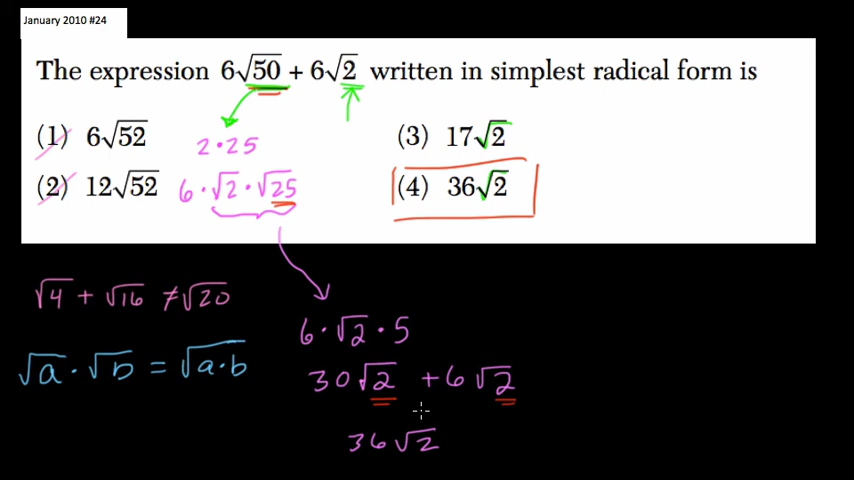 January 2010 #24
The expression 6√50 + 6√2 written in simplest radical form is
(1) 6√52
2·25
(3) 17√2
(2) 12√52
6·√2·√25
(4) 36√2
√4 + √16 ≠ √20
6·√2·5
√a · √b = √a·b
30√2 + 6√2
36√2